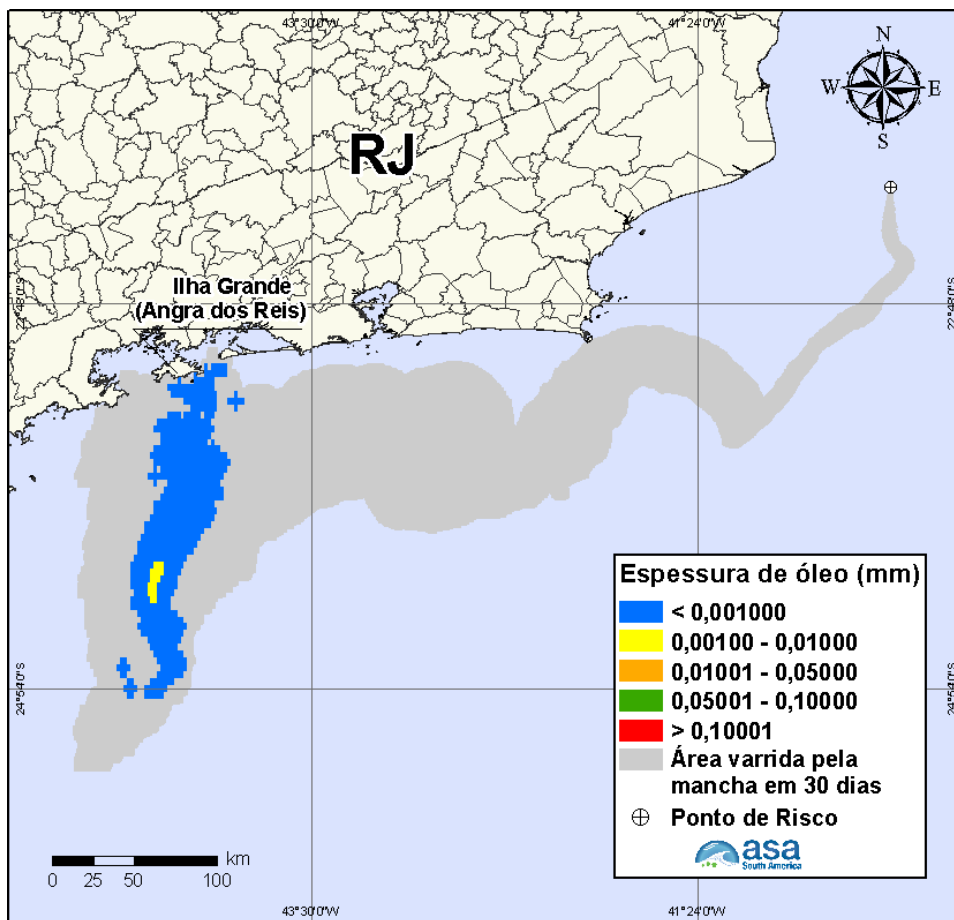 43°30'0"W
41°24'0"W
N
W
E
S
RJ
Ilha Grande
(Angra dos Reis)
22°48'0"S
Espessura de óleo (mm)
< 0,001000
0,00100 - 0,01000
0,01001 - 0,05000
0,05001 - 0,10000
> 0,10001
Área varrida pela
mancha em 30 dias
Ponto de Risco
asa
South America
24°54'0"S
24°54'0"S
km
0 25 50 100
43°30'0"W
41°24'0"W